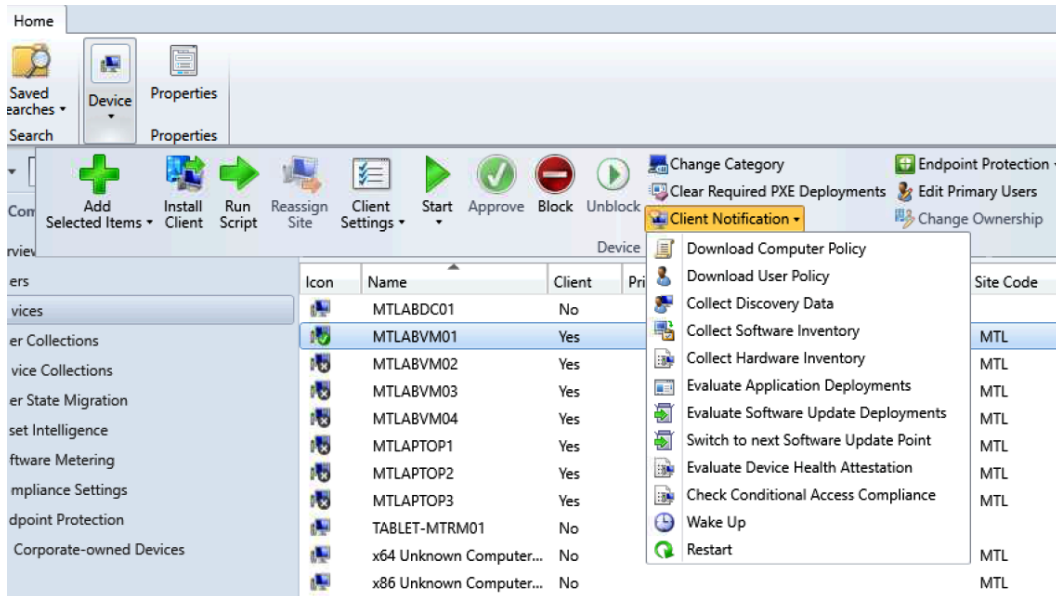 Home
Saved
earches
Device
Properties
Search
Properties
Add
Selected Items
Install
Client
Run
Script
Reassign
Site
Client
Settings
Start
Approve
Block
Unblock
Change Category
Clear Required PXE Deployments
Client Notification
Endpoint Protection
Edit Primary Users
Change Ownership
Device
Com
rview
ers
vices
er Collections
vice Collections
er State Migration
set Intelligence
ftware Metering
mpliance Settings
dpoint Protection
Corporate-owned Devices
Icon Name Client Pri Site Code
MTLABDC01 No
MTLABVM01 Yes MTL
MTLABVM02 Yes MTL
MTLABVM03 Yes MTL
MTLABVM04 Yes MTL
MTLAPTOP1 Yes MTL
MTLAPTOP2 Yes MTL
MTLAPTOP3 Yes MTL
TABLET-MTRM01 No
x64 Unknown Computer... No MTL
x86 Unknown Computer... No MTL
Download Computer Policy
Download User Policy
Collect Discovery Data
Collect Software Inventory
Collect Hardware Inventory
Evaluate Application Deployments
Evaluate Software Update Deployments
Switch to next Software Update Point
Evaluate Device Health Attestation
Check Conditional Access Compliance
Wake Up
Restart